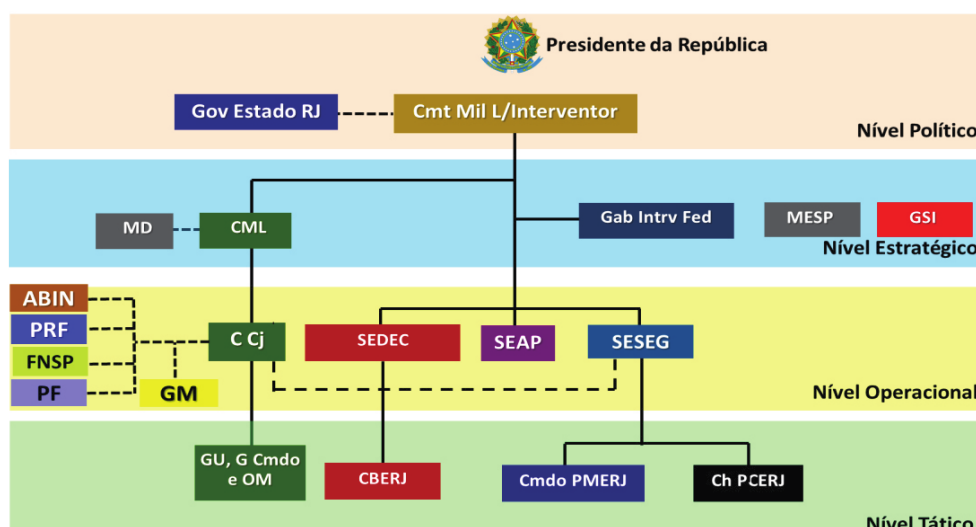 Presidente da República
Gov Estado RJ
Cmt Mil L/Interventor
Nível Político
MD
CML
Gab Intrv Fed
MESP
GSI
Nível Estratégico
ABIN
PRF
FNSP
PF
GM
C Cj
SEDEC
SEAP
SESEG
Nível Operacional
GU, G Cmdo
e OM
CBERJ
Cmdo PMERJ
Ch PCERJ
Nível Tático